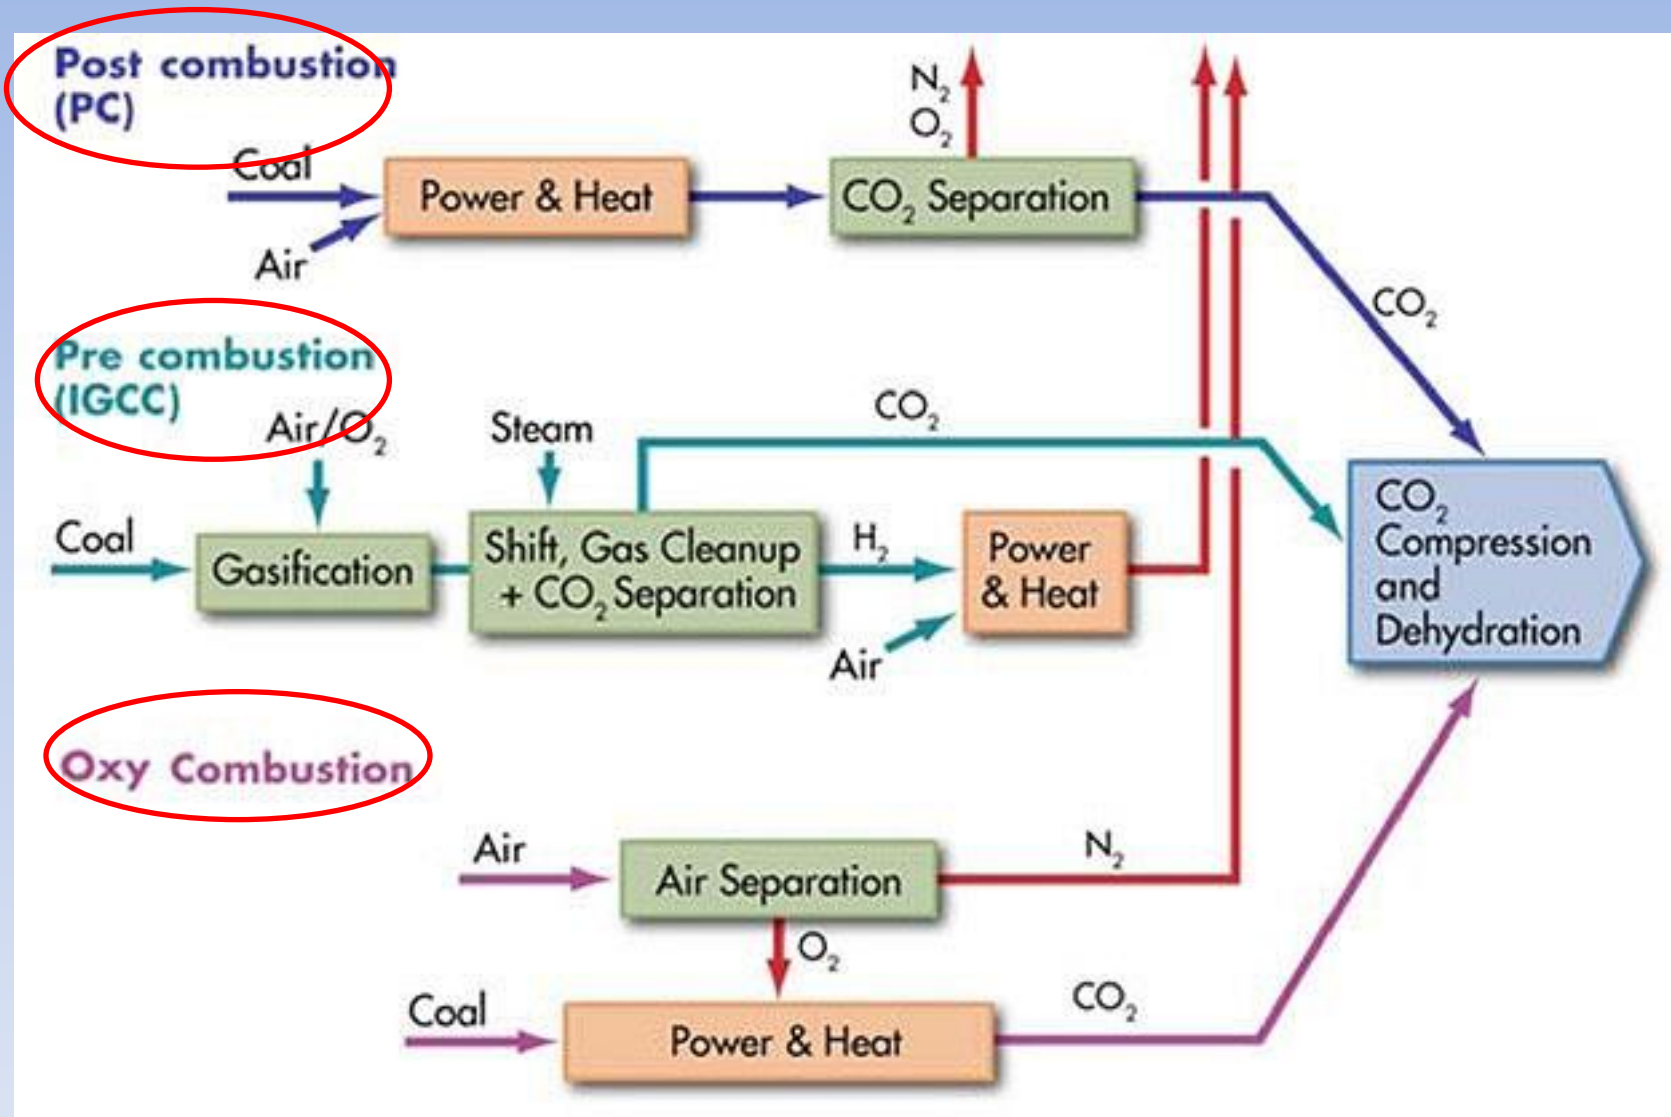 Post combustion
(PC)
N₂
O₂
Coal
Power & Heat
CO₂ Separation
Air
CO₂
Pre combustion
(IGCC)
Air/O₂
Steam
CO₂
Coal
Gasification
Shift, Gas Cleanup
+ CO₂ Separation
H₂
Air
Power
& Heat
CO₂
Compression
and
Dehydration
Oxy Combustion
Air
Air Separation
N₂
O₂
Coal
Power & Heat
CO₂